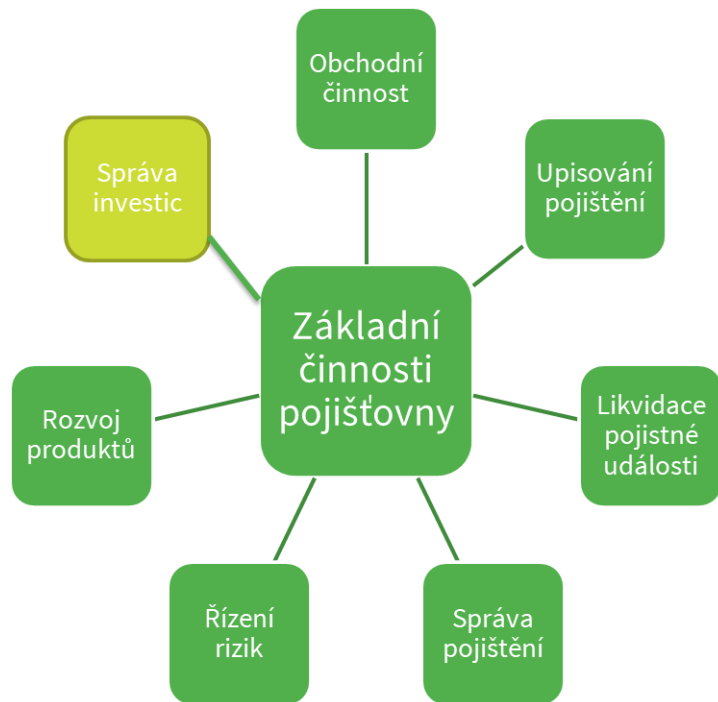 Obchodní
činnost
Správa
investic
Upisování
pojištění
Základní
činnosti
pojišťovny
Rozvoj
produktů
Likvidace
pojistné
události
Řízení
rizik
Správa
pojištění